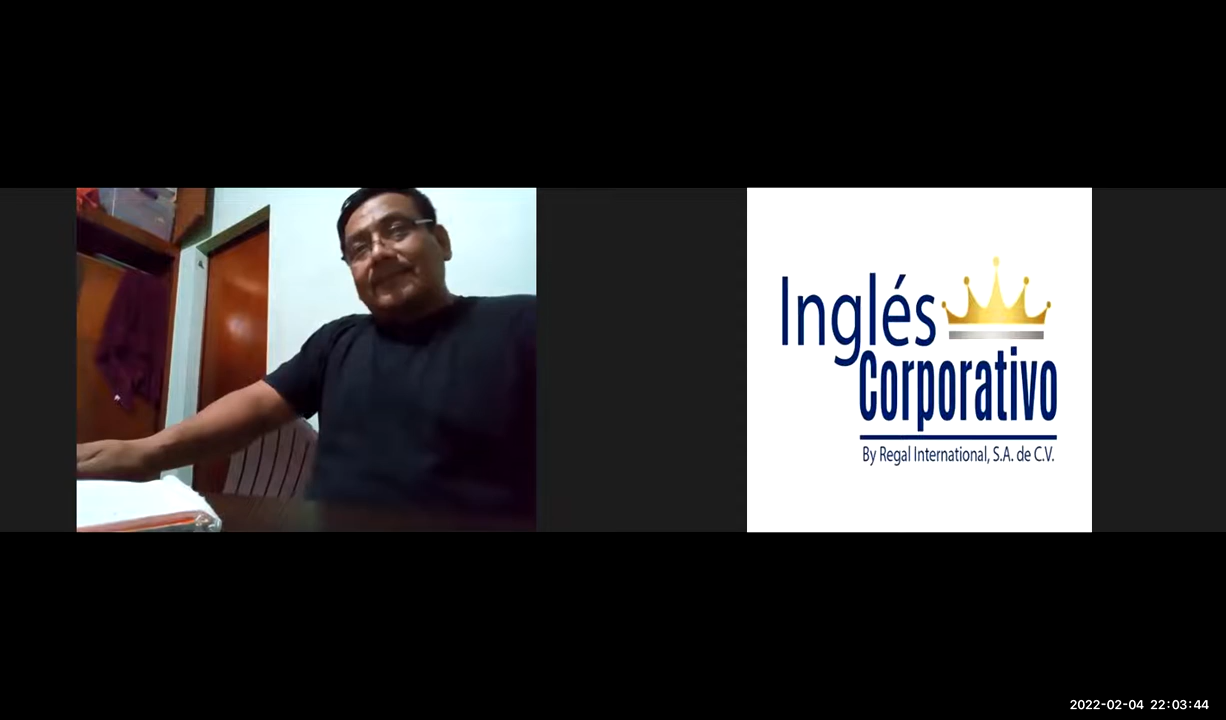 Inglés
Corporativo
By Regal International, S.A. de C.V.
2022-02-04 22:03:44